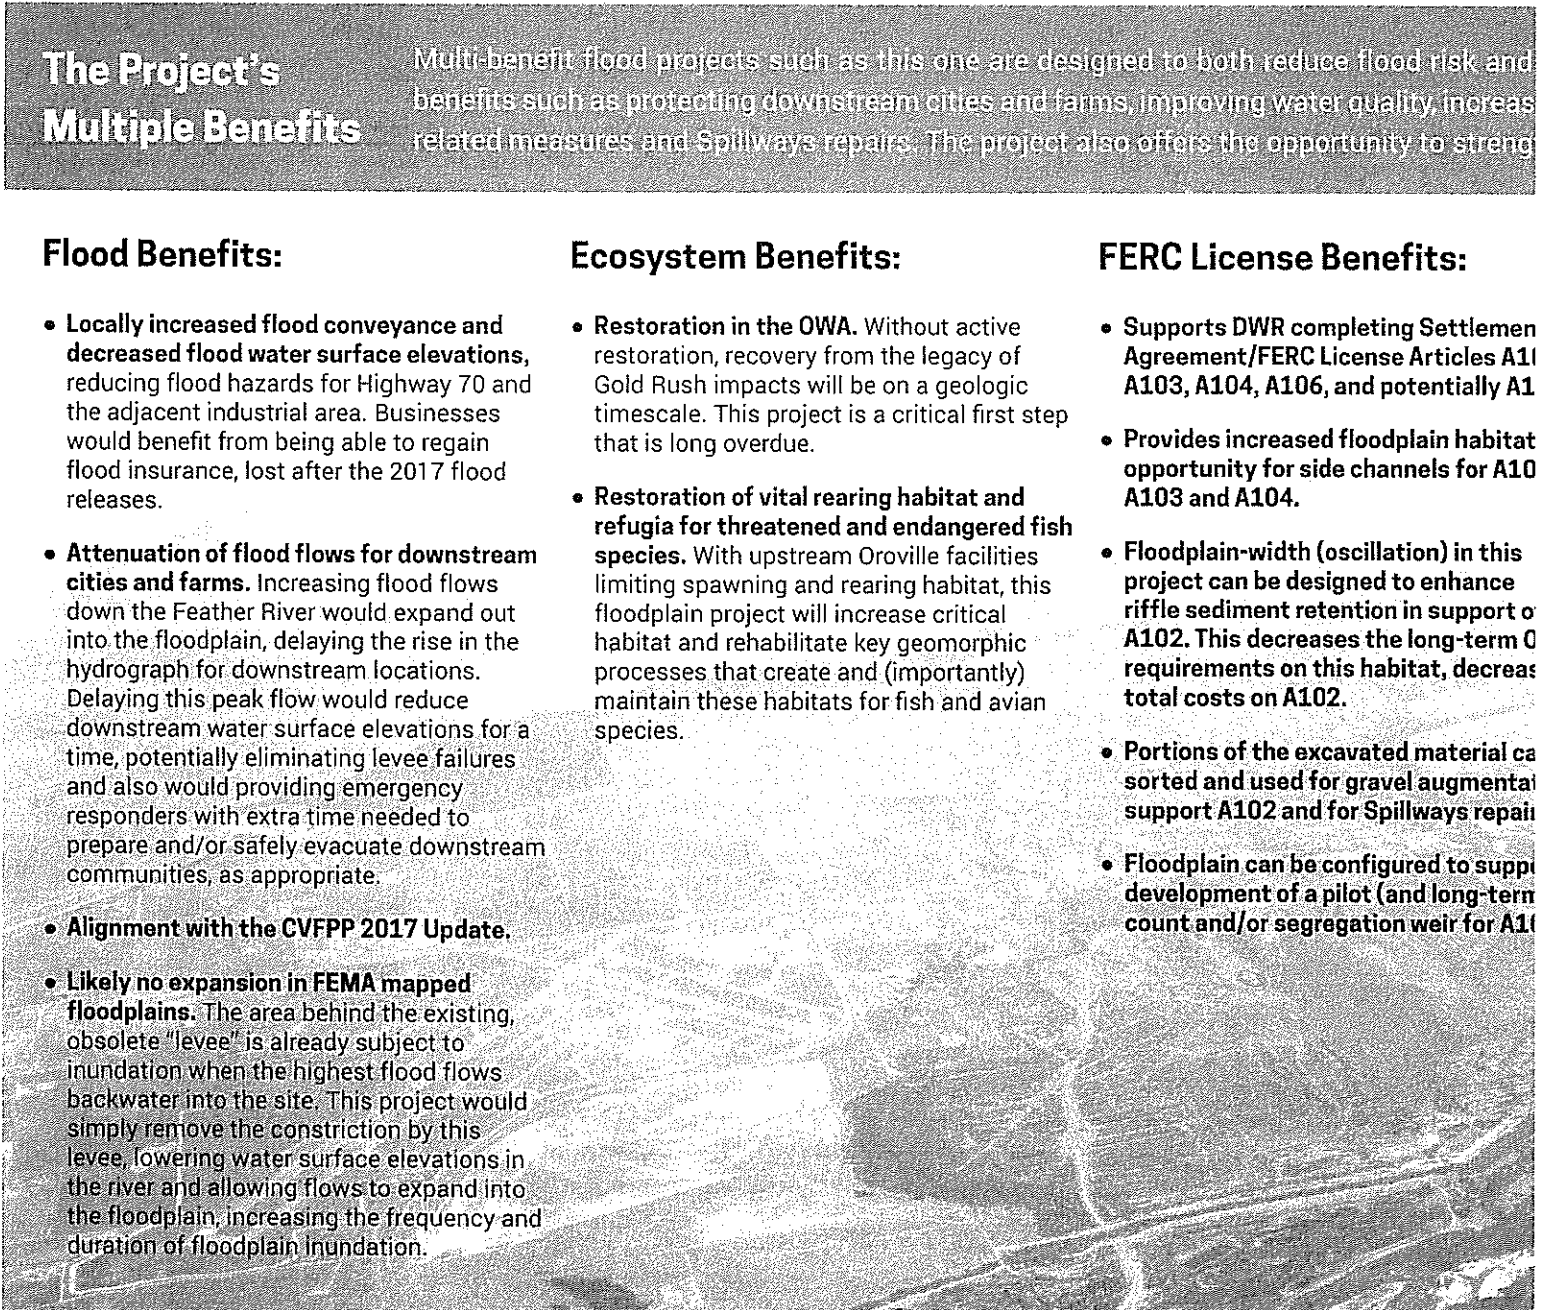 The Project's
Multiple Benefits
Multi-benefit flood projects such as this one are designed to both reduce flood risk and
benefits such as protecting downstream cities and farms, improving water quality, increas
related measures and Spillways repairs. The project also offers the opportunity to streng
Flood Benefits:
• Locally increased flood conveyance and
decreased flood water surface elevations,
reducing flood hazards for Highway 70 and
the adjacent industrial area. Businesses
would benefit from being able to regain
flood insurance, lost after the 2017 flood
releases.
• Attenuation of flood flows for downstream
cities and farms. Increasing flood flows
down the Feather River would expand out
into the floodplain, delaying the rise in the
hydrograph for downstream locations.
Delaying this peak flow would reduce
downstream water surface elevations for a
time, potentially eliminating levee failures
and also would providing emergency
responders with extra time needed to
prepare and/or safely evacuate downstream
communities, as appropriate.
• Alignment with the CVFPP 2017 Update.
• Likely no expansion in FEMA mapped
floodplains. The area behind the existing,
obsolete "levee" is already subject to
inundation when the highest flood flows
backwater into the site. This project would
simply remove the constriction by this
levee, lowering water surface elevations in
the river and allowing flows to expand into
the floodplain, increasing the frequency and
duration of floodplain inundation.
Ecosystem Benefits:
• Restoration in the OWA. Without active
restoration, recovery from the legacy of
Gold Rush impacts will be on a geologic
timescale. This project is a critical first step
that is long overdue.
• Restoration of vital rearing habitat and
refugia for threatened and endangered fish
species. With upstream Oroville facilities
limiting spawning and rearing habitat, this
floodplain project will increase critical
habitat and rehabilitate key geomorphic
processes that create and (importantly)
maintain these habitats for fish and avian
species.
FERC License Benefits:
• Supports DWR completing Settlemen
Agreement/FERC License Articles A1
A103, A104, A106, and potentially A1
• Provides increased floodplain habitat
opportunity for side channels for A10
A103 and A104.
• Floodplain-width (oscillation) in this
project can be designed to enhance
riffle sediment retention in support o
A102. This decreases the long-term
requirements on this habitat, decreas
total costs on A102.
• Portions of the excavated material ca
sorted and used for gravel augmentat
support A102 and for Spillways repai
• Floodplain can be configured to supp
development of a pilot (and long-term
count and/or segregation weir for A1